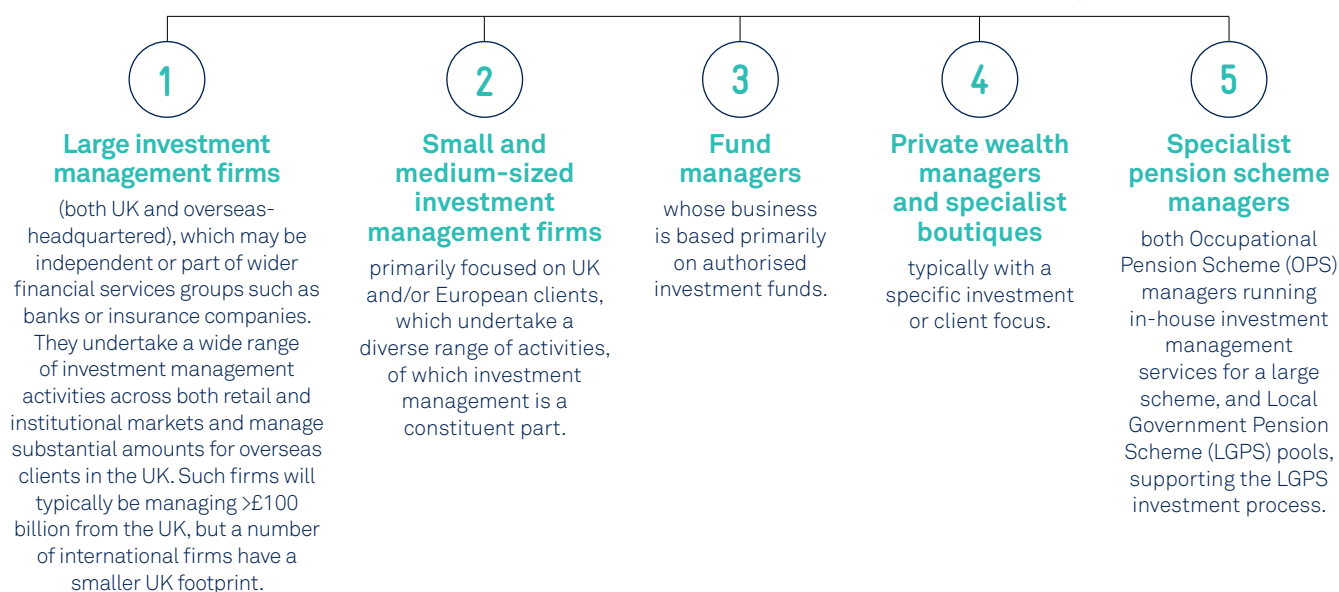 1
Large investment
management firms
(both UK and overseas-
headquartered), which may be
independent or part of wider
financial services groups such as
banks or insurance companies.
They undertake a wide range
of investment management
activities across both retail and
institutional markets and manage
substantial amounts for overseas
clients in the UK. Such firms will
typically be managing >£100
billion from the UK, but a number
of international firms have a
smaller UK footprint.
2
Small and
medium-sized
investment
management firms
primarily focused on UK
and/or European clients,
which undertake a
diverse range of activities,
of which investment
management is a
constituent part.
3
Fund
managers
whose business
is based primarily
on authorised
investment funds.
4
Private wealth
managers
and specialist
boutiques
typically with a
specific investment
or client focus.
5
Specialist
pension scheme
managers
both Occupational
Pension Scheme (OPS)
managers running
in-house investment
management
services for a large
scheme, and Local
Government Pension
Scheme (LGPS) pools,
supporting the LGPS
investment process.